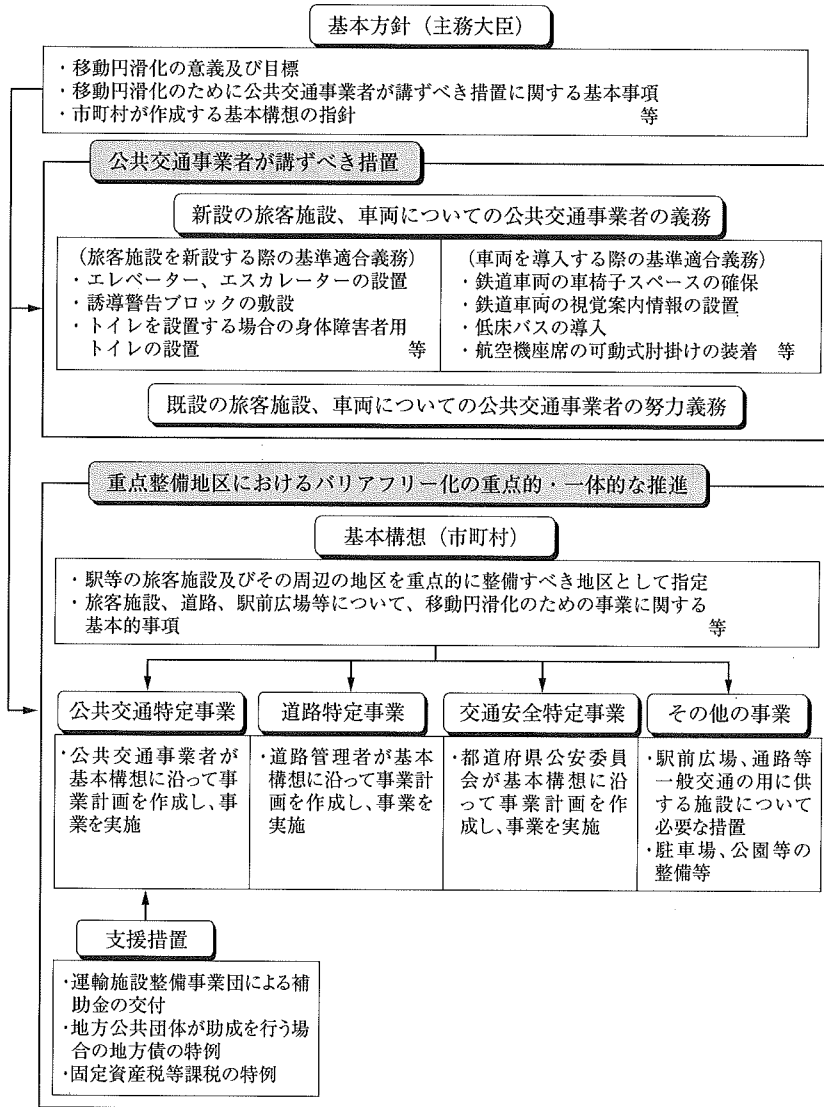 基本方針（主務大臣）
・移動円滑化の意義及び目標
・移動円滑化のために公共交通事業者が講ずべき措置に関する基本事項
・市町村が作成する基本構想の指針　等
公共交通事業者が講ずべき措置
新設の旅客施設、車両についての公共交通事業者の義務
（旅客施設を新設する際の基準適合義務）
・エレベーター、エスカレーターの設置
・誘導警告ブロックの敷設
・トイレを設置する場合の身体障害者用
トイレの設置　等
（車両を導入する際の基準適合義務）
・鉄道車両の車椅子スペースの確保
・鉄道車両の視覚案内情報の設置
・低床バスの導入
・航空機座席の可動式肘掛けの装着　等
既設の旅客施設、車両についての公共交通事業者の努力義務
重点整備地区におけるバリアフリー化の重点的・一体的な推進
基本構想（市町村）
・駅等の旅客施設及びその周辺の地区を重点的に整備すべき地区として指定
・旅客施設、道路、駅前広場等について、移動円滑化のための事業に関する
基本的事項　等
公共交通特定事業
・公共交通事業者が
基本構想に沿って事
業計画を作成し、事
業を実施
道路特定事業
・道路管理者が基本
構想に沿って事業
計画を作成し、事業
を実施
交通安全特定事業
・都道府県公安委員
会が基本構想に沿
って事業計画を作
成し、事業を実施
その他の事業
・駅前広場、通路等
一般交通の用に供
する施設について
必要な措置
・駐車場、公園等の
整備等
支援措置
・運輸施設整備事業団による補
助金の交付
・地方公共団体が助成を行う場
合の地方債の特例
・固定資産税等課税の特例